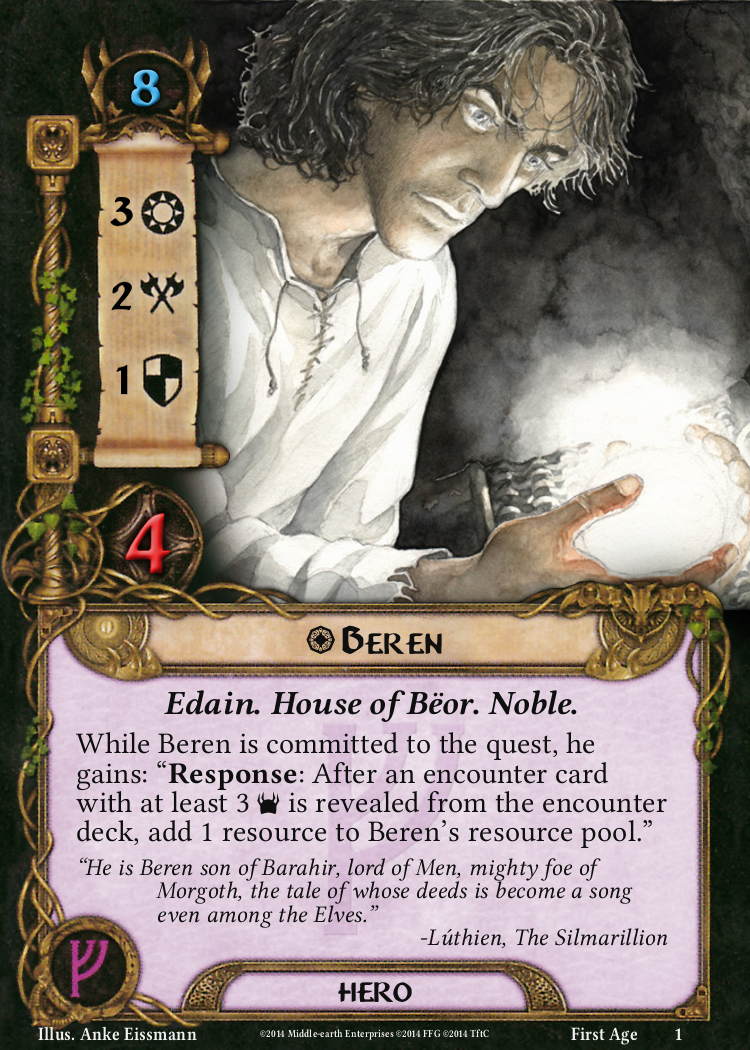 8
3
2
1
4
Beren
Edain. House of Bëor. Noble.
While Beren is committed to the quest, he
gains: “Response: After an encounter card
with at least 3 is revealed from the encounter
deck, add 1 resource to Beren’s resource pool.”
“He is Beren son of Barahir, lord of Men, mighty foe of
Morgoth, the tale of whose deeds is become a song
even among the Elves.”
-Lúthien, The Silmarillion
HERO
Illus. Anke Eissmann ©2014 Middle-earth Enterprises ©2014 FFG ©2014 TftC First Age 1